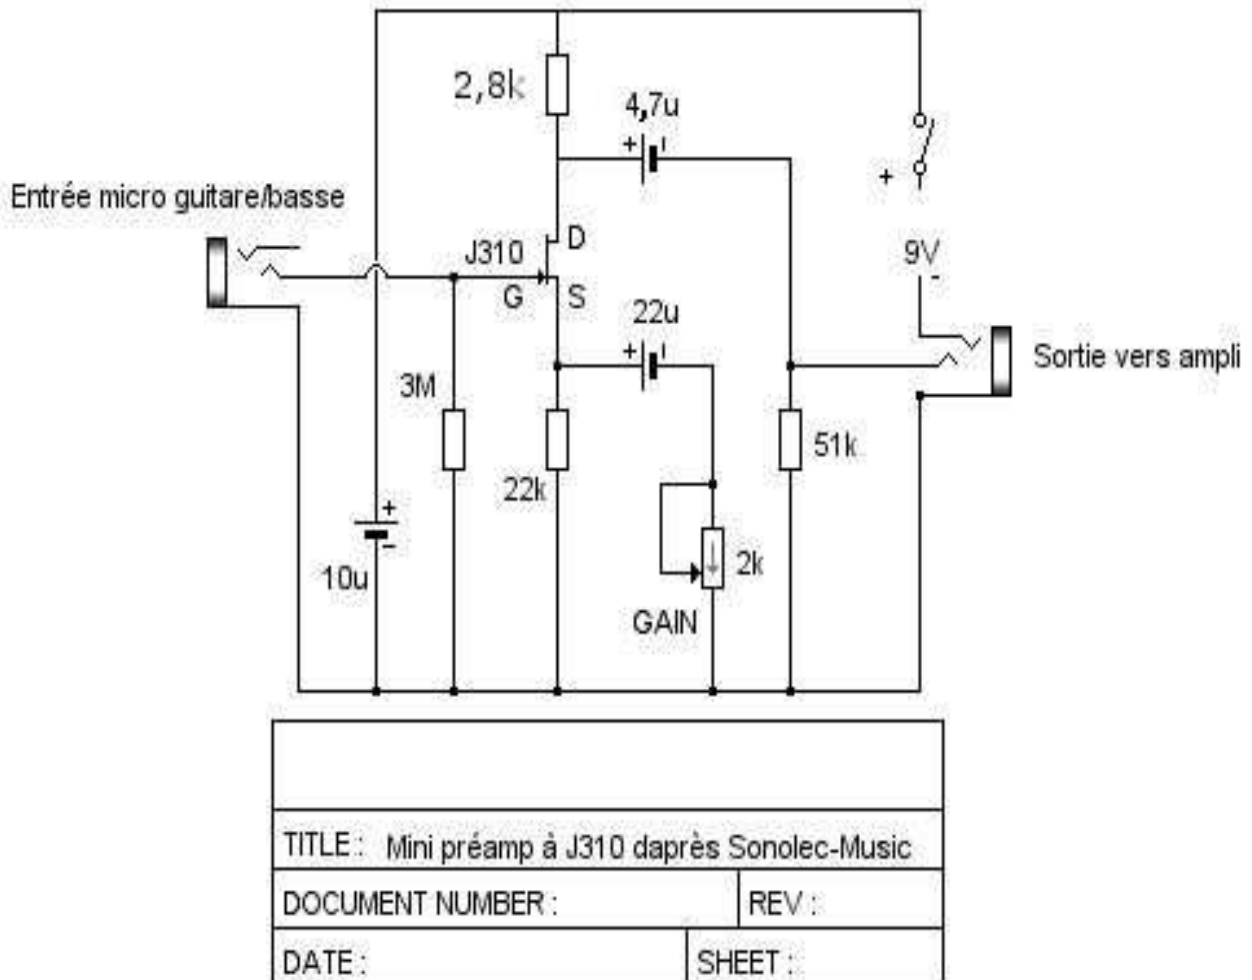 2,8k
4,7u
+
+
Entrée micro guitare/basse
J310
D
9V
-
G
S
22u
+
Sortie vers ampli
3M
51k
22k
+
-
10u
2k
GAIN
TITLE : Mini préamp à J310 daprès Sonolec-Music
DOCUMENT NUMBER :
REV :
DATE :
SHEET :